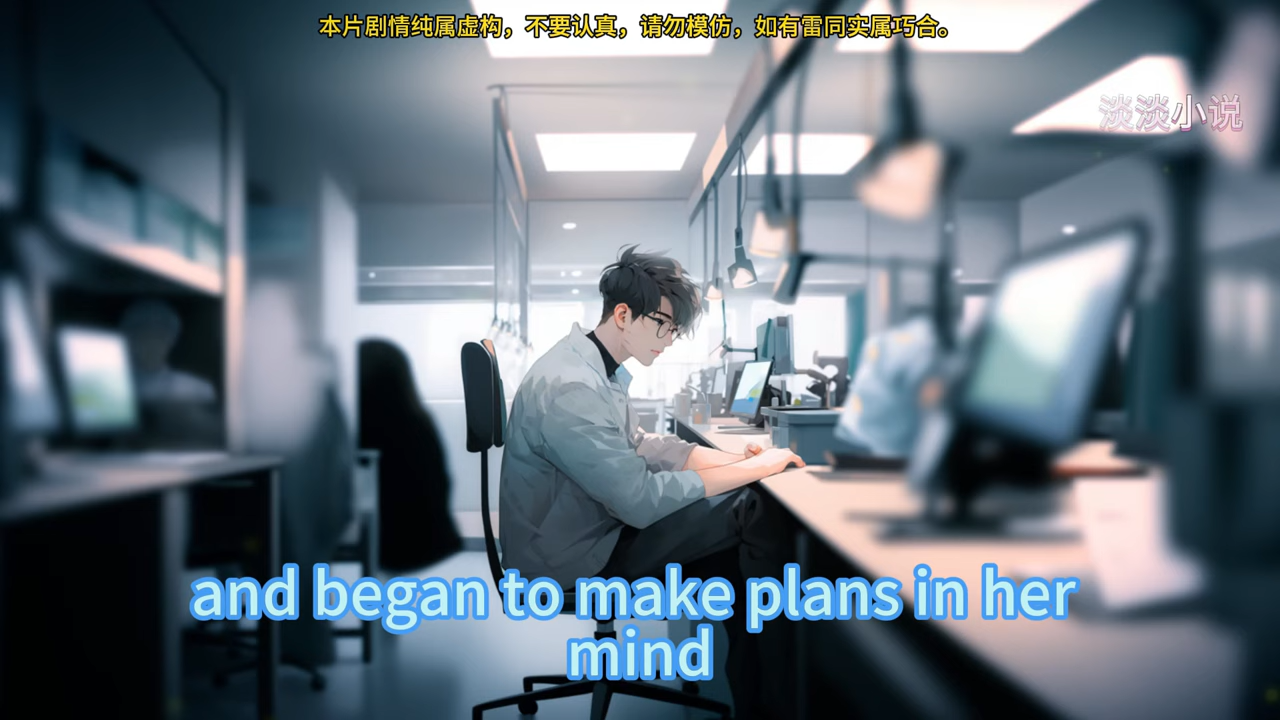 本片剧情纯属虚构，不要认真，请勿模仿，如有雷同实属巧合。
淡淡小说
and began to make plans in her
mind